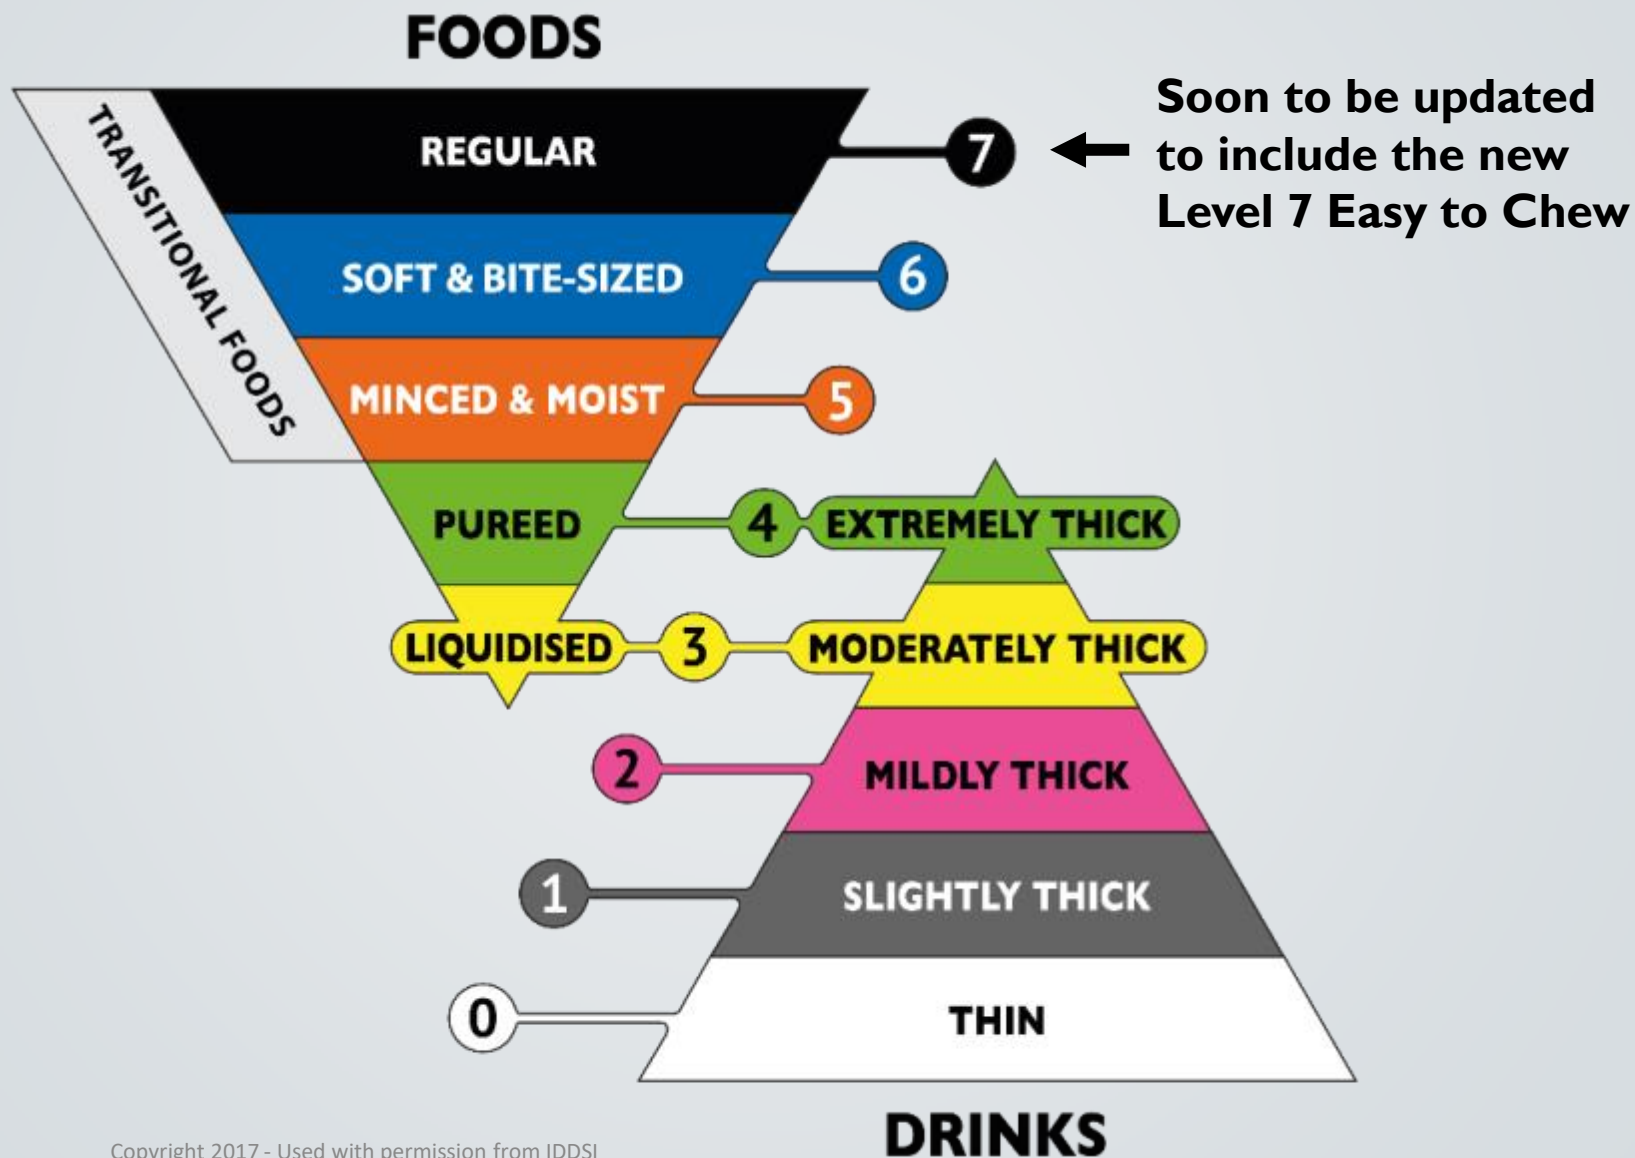 FOODS
TRANSITIONAL FOODS
REGULAR
7
Soon to be updated
to include the new
Level 7 Easy to Chew
SOFT & BITE-SIZED
6
MINCED & MOIST
5
PUREED
4
EXTREMELY THICK
LIQUIDISED
3
MODERATELY THICK
2
MILDLY THICK
1
SLIGHTLY THICK
0
THIN
DRINKS
Copyright 2017 - Used with permission from IDDSI